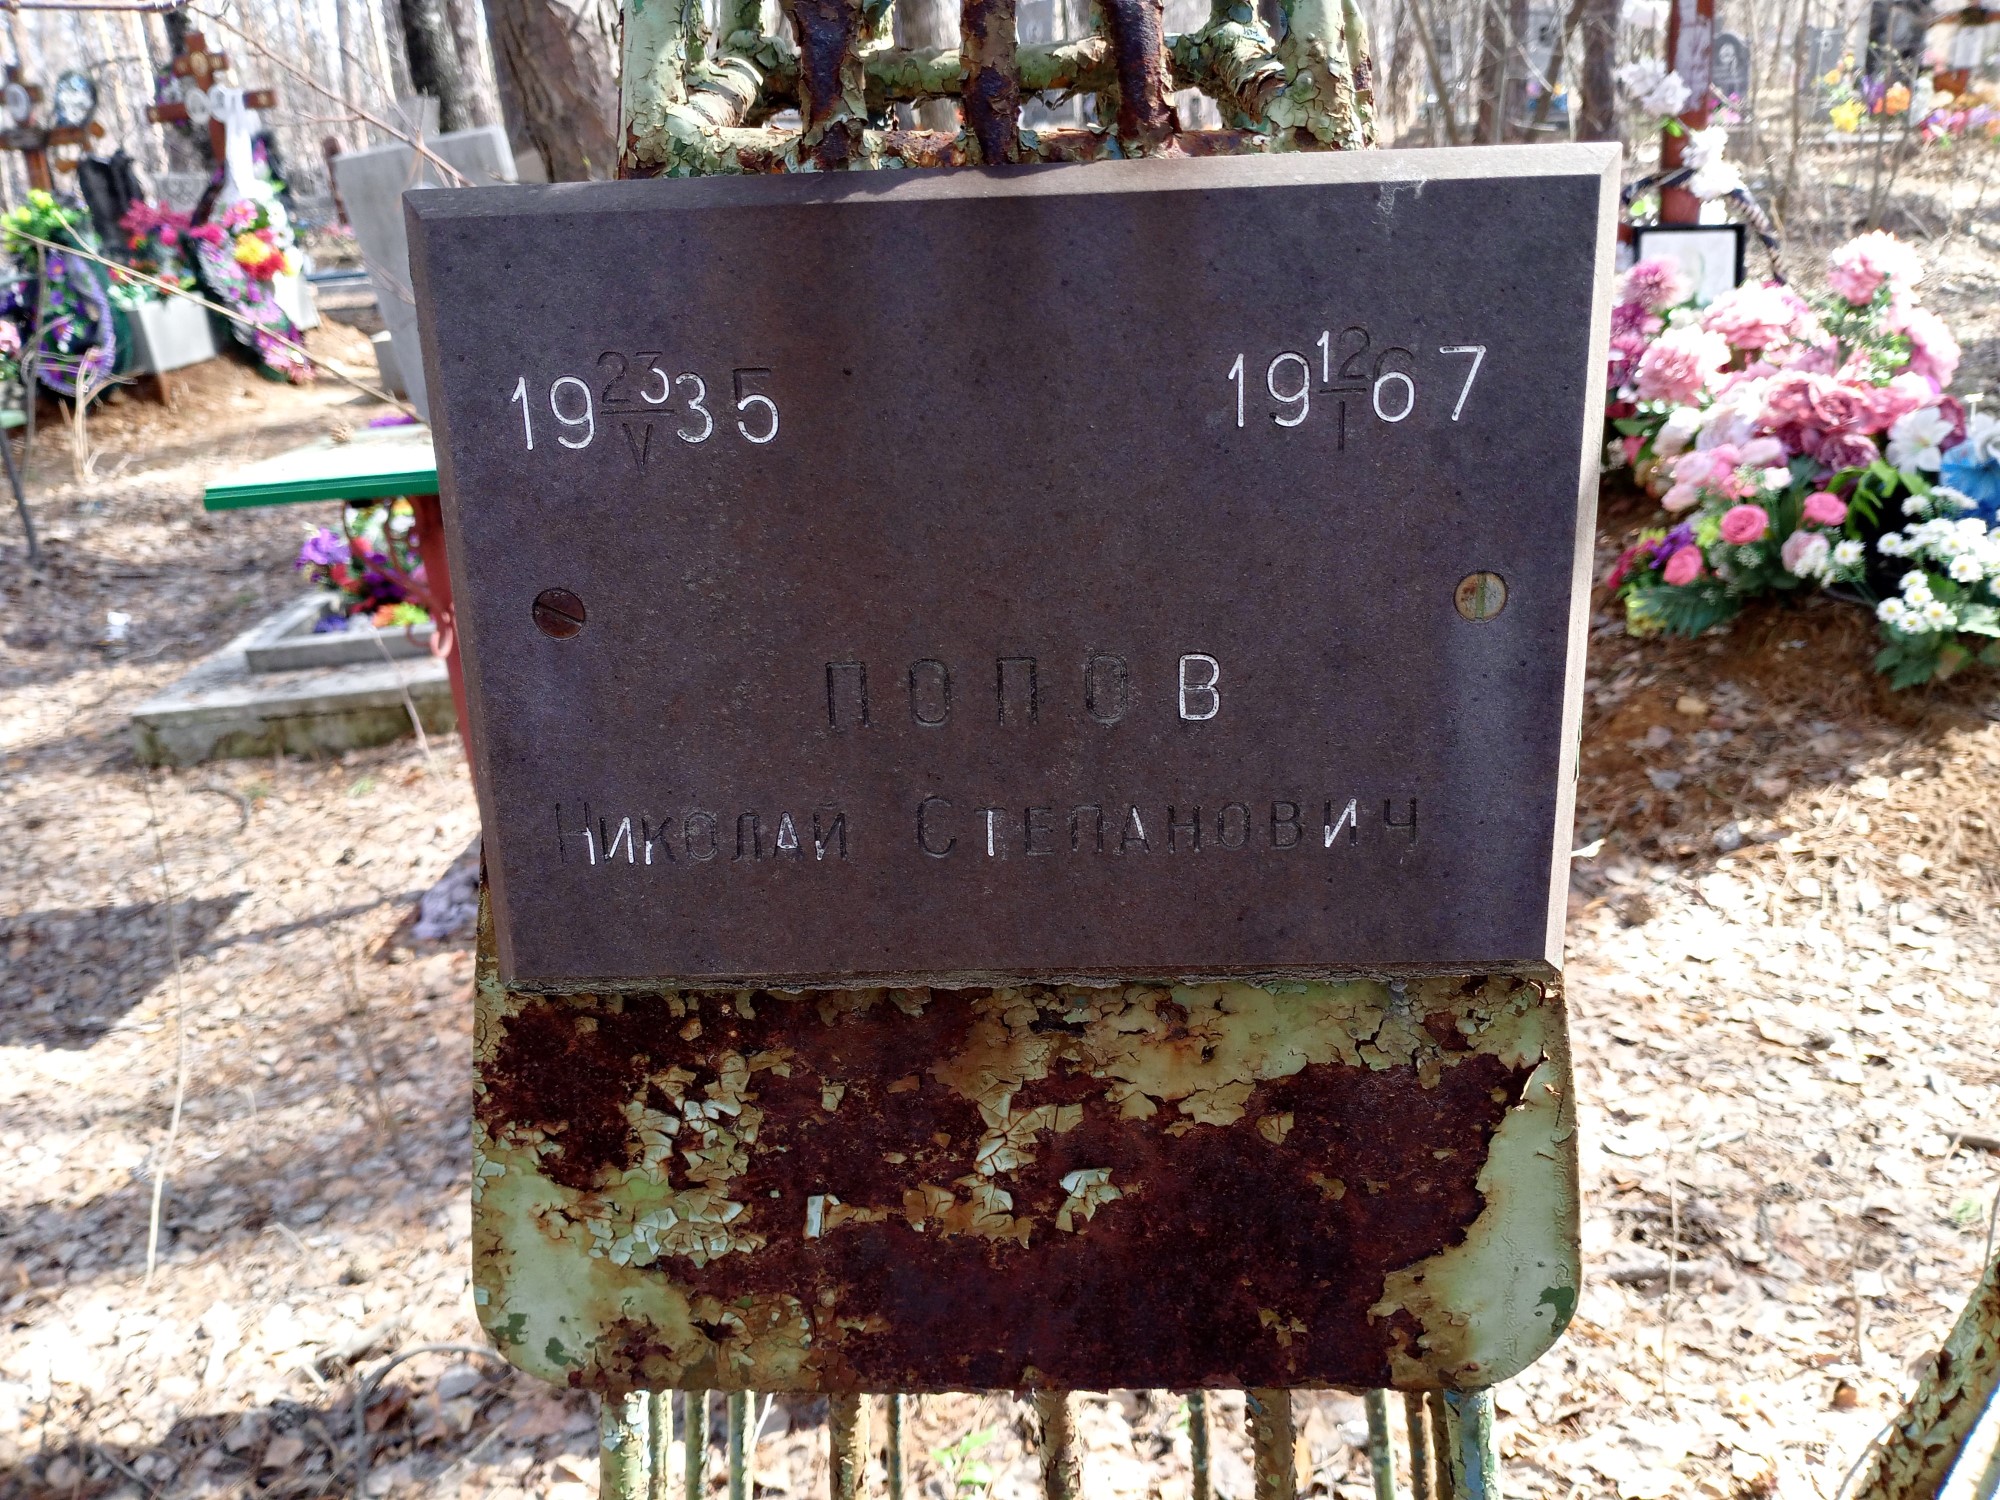 19 23/V 35 19 12/I 67
ПОПОВ
Николай Степанович